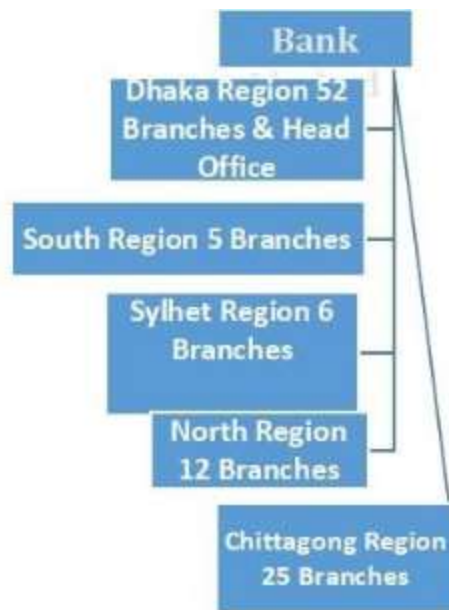 Bank
Dhaka Region 52
Branches & Head
Office
South Region 5 Branches
Sylhet Region 6
Branches
North Region
12 Branches
Chittagong Region
25 Branches